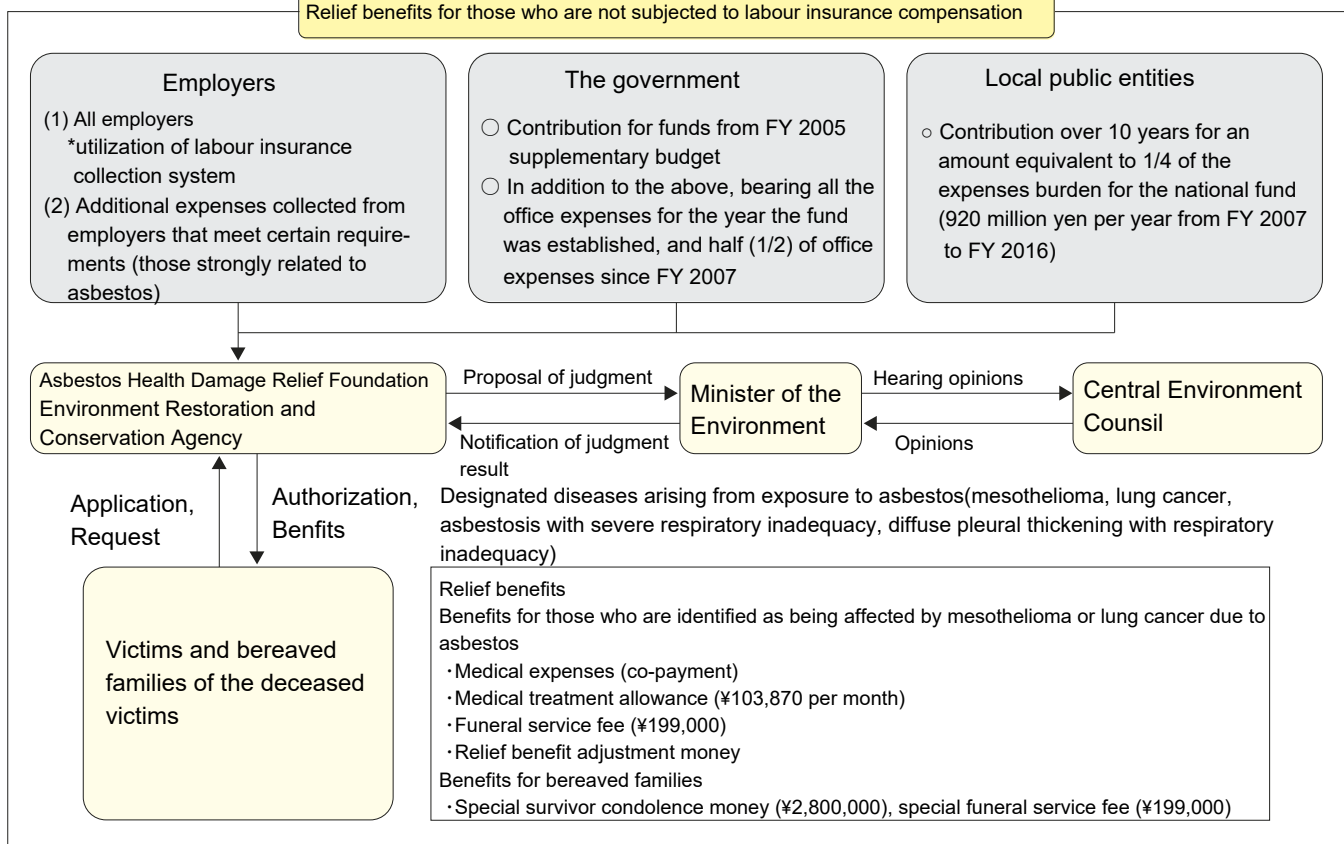 Relief benefits for those who are not subjected to labour insurance compensation
Employers
(1) All employers
*utilization of labour insurance
collection system
(2) Additional expenses collected from
employers that meet certain require-
ments (those strongly related to
asbestos)
The government
○ Contribution for funds from FY 2005
supplementary budget
○ In addition to the above, bearing all the
office expenses for the year the fund
was established, and half (1/2) of office
expenses since FY 2007
Local public entities
○ Contribution over 10 years for an
amount equivalent to 1/4 of the
expenses burden for the national fund
(920 million yen per year from FY 2007
to FY 2016)
Asbestos Health Damage Relief Foundation
Environment Restoration and
Conservation Agency
Proposal of judgment
Notification of judgment
result
Minister of the
Environment
Hearing opinions
Opinions
Central Environment
Counsil
Application,
Request
Authorization,
Benfits
Designated diseases arising from exposure to asbestos(mesothelioma, lung cancer,
asbestosis with severe respiratory inadequacy, diffuse pleural thickening with respiratory
inadequacy)
Victims and bereaved
families of the deceased
victims
Relief benefits
Benefits for those who are identified as being affected by mesothelioma or lung cancer due to
asbestos
・Medical expenses (co-payment)
・Medical treatment allowance (¥103,870 per month)
・Funeral service fee (¥199,000)
・Relief benefit adjustment money
Benefits for bereaved families
・Special survivor condolence money (¥2,800,000), special funeral service fee (¥199,000)